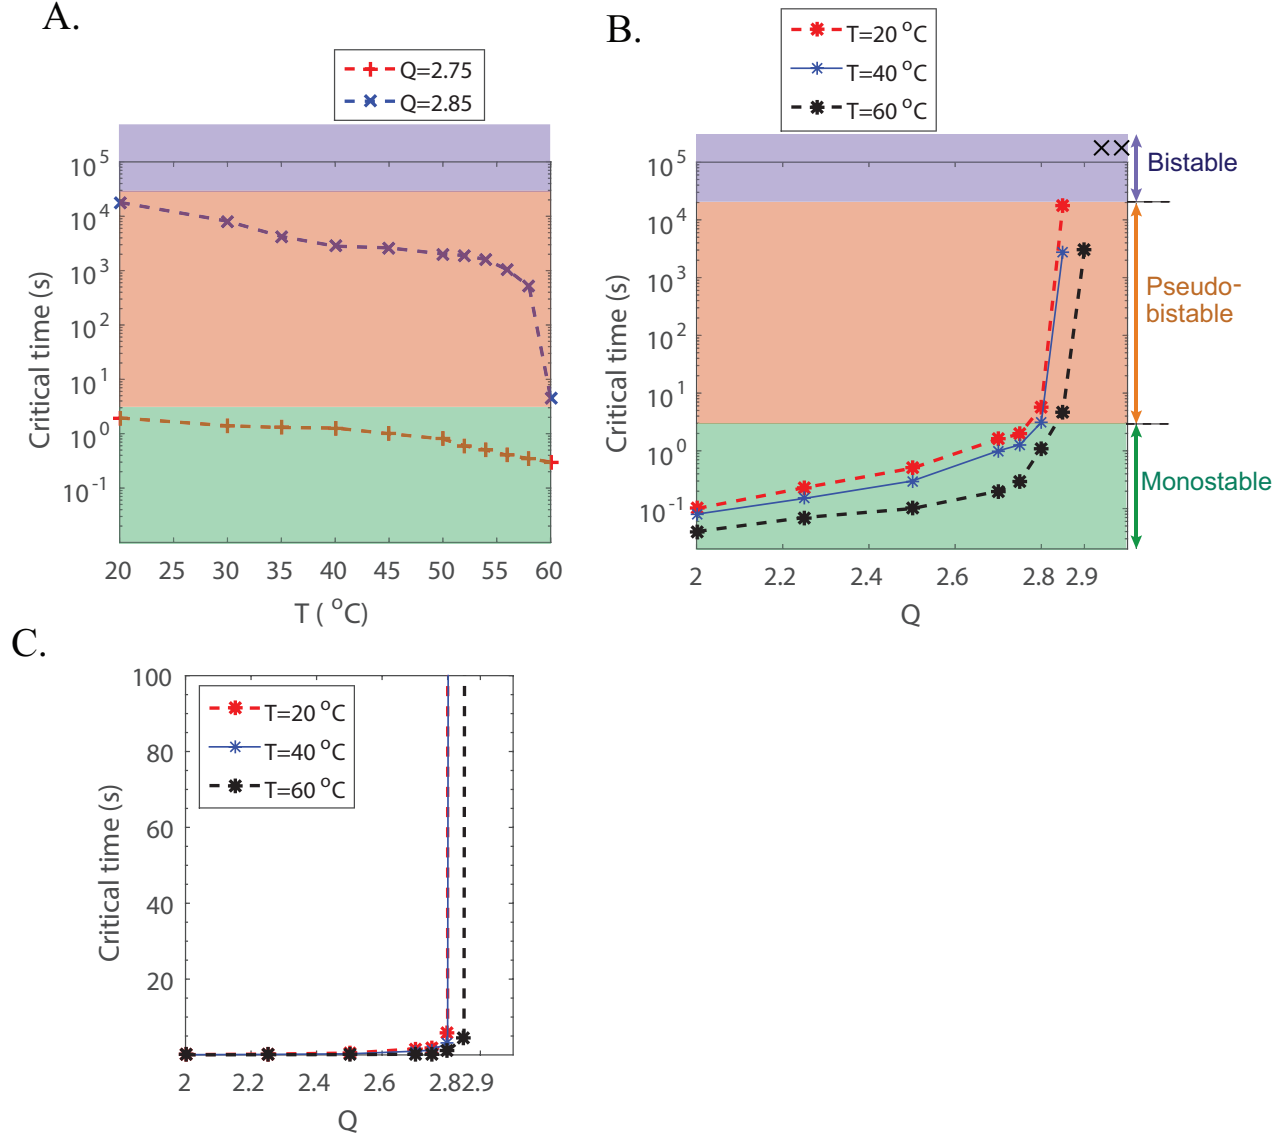 A.
Q=2.75
Q=2.85
10^5
10^4
10^3
10^2
10^1
10^0
10^-1
Critical time (s)
20 25 30 35 40 45 50 55 60
T ( °C)
B.
T=20 °C
T=40 °C
T=60 °C
10^5
10^4
10^3
10^2
10^1
10^0
10^-1
Critical time (s)
2 2.2 2.4 2.6 2.8 2.9
Q
Bistable
Pseudo-
bistable
Monostable
C.
T=20 °C
T=40 °C
T=60 °C
100
80
60
40
20
Critical time (s)
2 2.2 2.4 2.6 2.8 2.9
Q